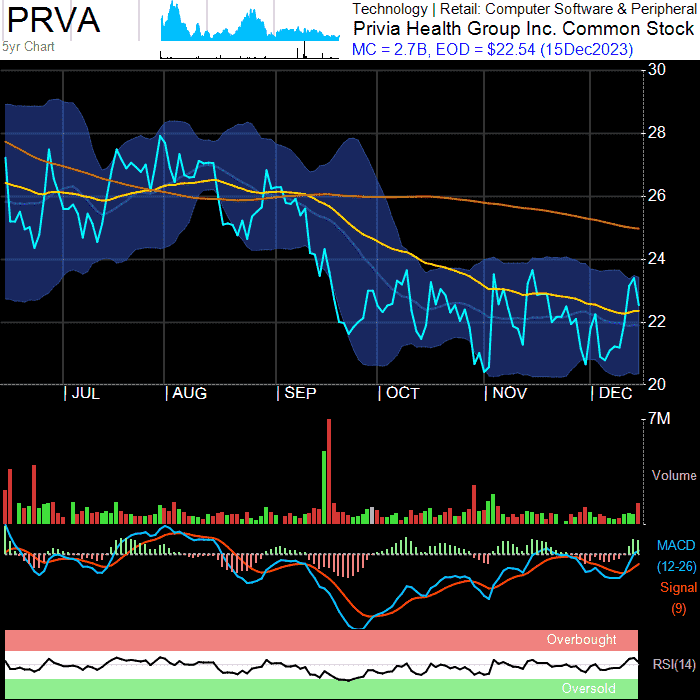 PRVA
5yr Chart
Technology | Retail: Computer Software & Peripheral
Privia Health Group Inc. Common Stock
MC = 2.7B, EOD = $22.54 (15Dec2023)
30
28
26
24
22
20
| JUL | AUG | SEP | OCT | NOV | DEC
7M
Volume
MACD
(12-26)
Signal
(9)
Overbought
RSI(14)
Oversold